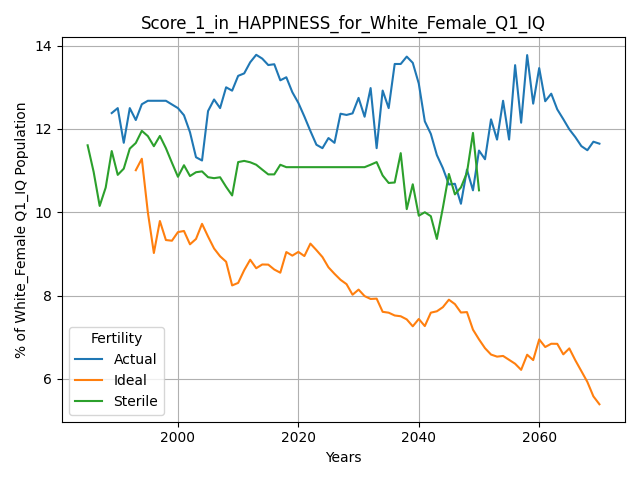 Score_1_in_HAPPINESS_for_White_Female_Q1_IQ
% of White_Female Q1_IQ Population
14
12
10
8
6
Fertility
Actual
Ideal
Sterile
2000
2020
2040
2060
Years